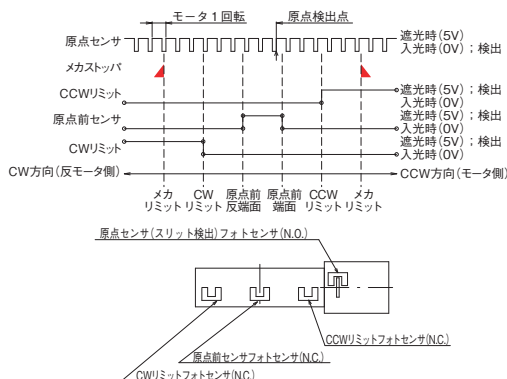 モータ1回転
原点検出点
原点センサ
遮光時(5V)
入光時(0V);検出
メカストッパ
CCWリミット
遮光時(5V);検出
入光時(0V)
原点前センサ
遮光時(5V);検出
入光時(0V)
CWリミット
遮光時(5V);検出
入光時(0V)
CW方向(反モータ側)
CCW方向(モータ側)
メカ
リミット
CW
リミット
原点前
反端面
原点前
端面
CCW
リミット
メカ
リミット
原点センサ(スリット検出)フォトセンサ(N.O.)
CCWリミットフォトセンサ(N.C.)
原点前センサフォトセンサ(N.C.)
CWリミットフォトセンサ(N.C.)